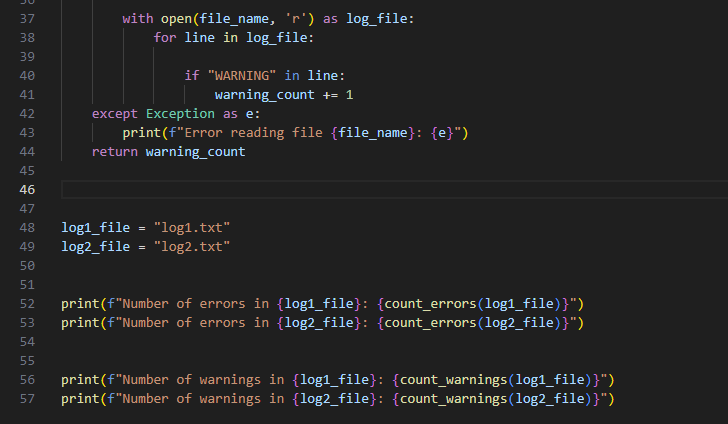 37 with open(file_name, 'r') as log_file:
38 for line in log_file:
39
40 if "WARNING" in line:
41 warning_count += 1
42 except Exception as e:
43 print(f"Error reading file {file_name}: {e}")
44 return warning_count
45
46
47
48 log1_file = "log1.txt"
49 log2_file = "log2.txt"
50
51
52 print(f"Number of errors in {log1_file}: {count_errors(log1_file)}")
53 print(f"Number of errors in {log2_file}: {count_errors(log2_file)}")
54
55
56 print(f"Number of warnings in {log1_file}: {count_warnings(log1_file)}")
57 print(f"Number of warnings in {log2_file}: {count_warnings(log2_file)}")